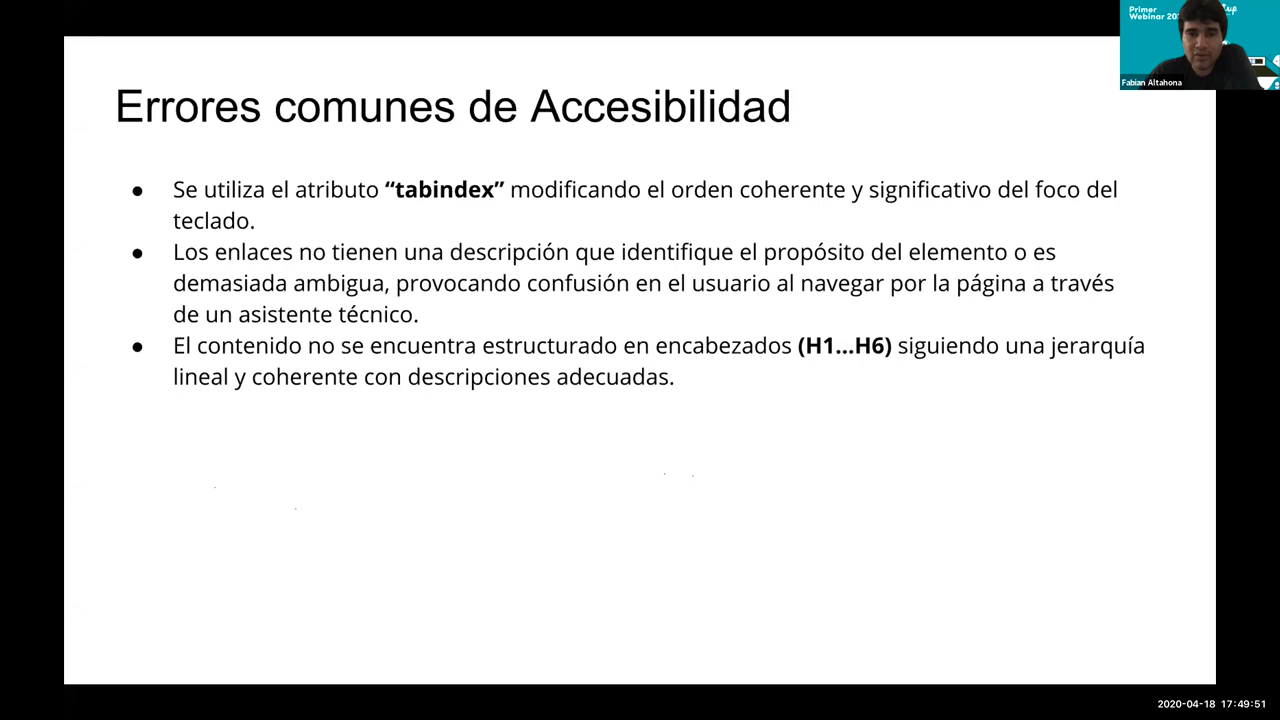 Primer
Webinar
Fabian Altahona
Errores comunes de Accesibilidad
● Se utiliza el atributo “tabindex” modificando el orden coherente y significativo del foco del
teclado.
● Los enlaces no tienen una descripción que identifique el propósito del elemento o es
demasiada ambigua, provocando confusión en el usuario al navegar por la página a través
de un asistente técnico.
● El contenido no se encuentra estructurado en encabezados (H1...H6) siguiendo una jerarquía
lineal y coherente con descripciones adecuadas.
2020-04-18 17:49:51